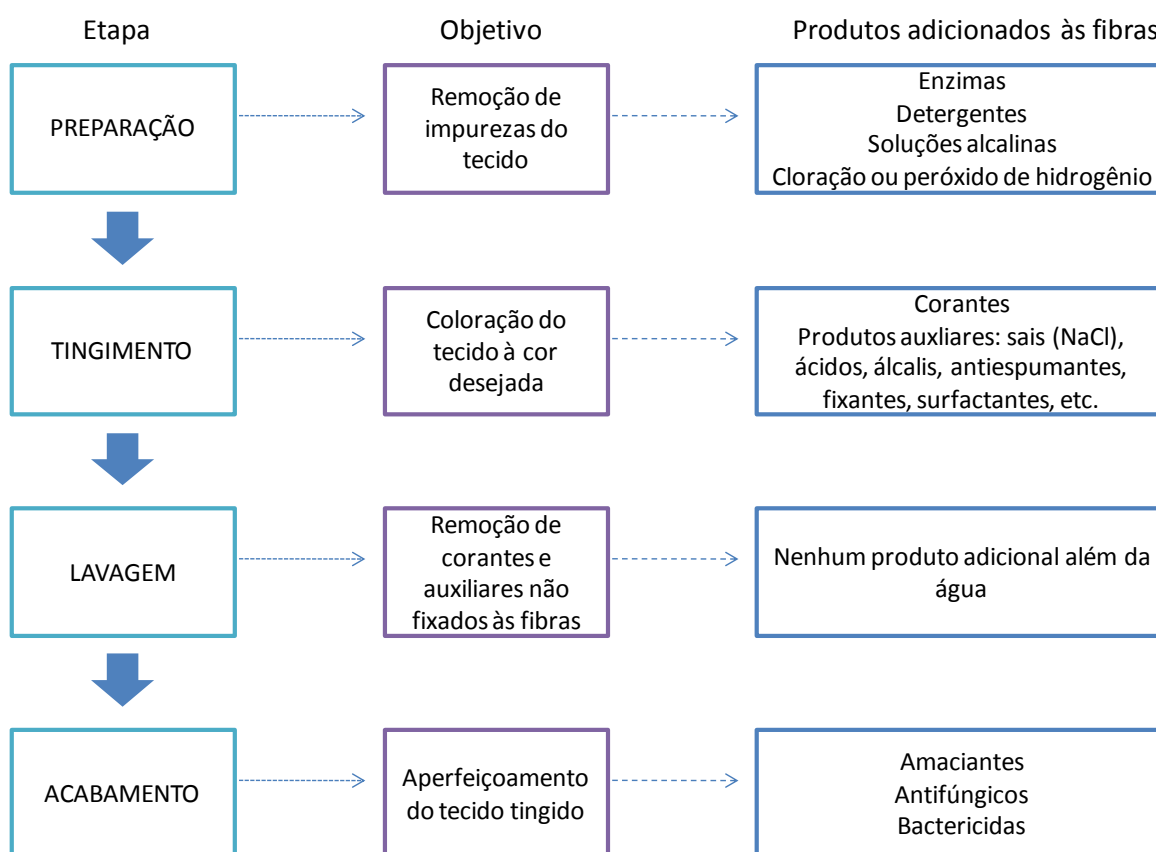 Etapa
Objetivo
Produtos adicionados às fibras
PREPARAÇÃO
Remoção de
impurezas do
tecido
Enzimas
Detergentes
Soluções alcalinas
Cloração ou peróxido de hidrogênio
TINGIMENTO
Coloração do
tecido à cor
desejada
Corantes
Produtos auxliares: sais (NaCl),
ácidos, álcalis, antiespumantes,
fixantes, surfactantes, etc.
LAVAGEM
Remoção de
corantes e
auxiliares não
fixados às fibras
Nenhum produto adicional além da
água
ACABAMENTO
Aperfeiçoamento
do tecido tingido
Amaciantes
Antifúngicos
Bactericidas